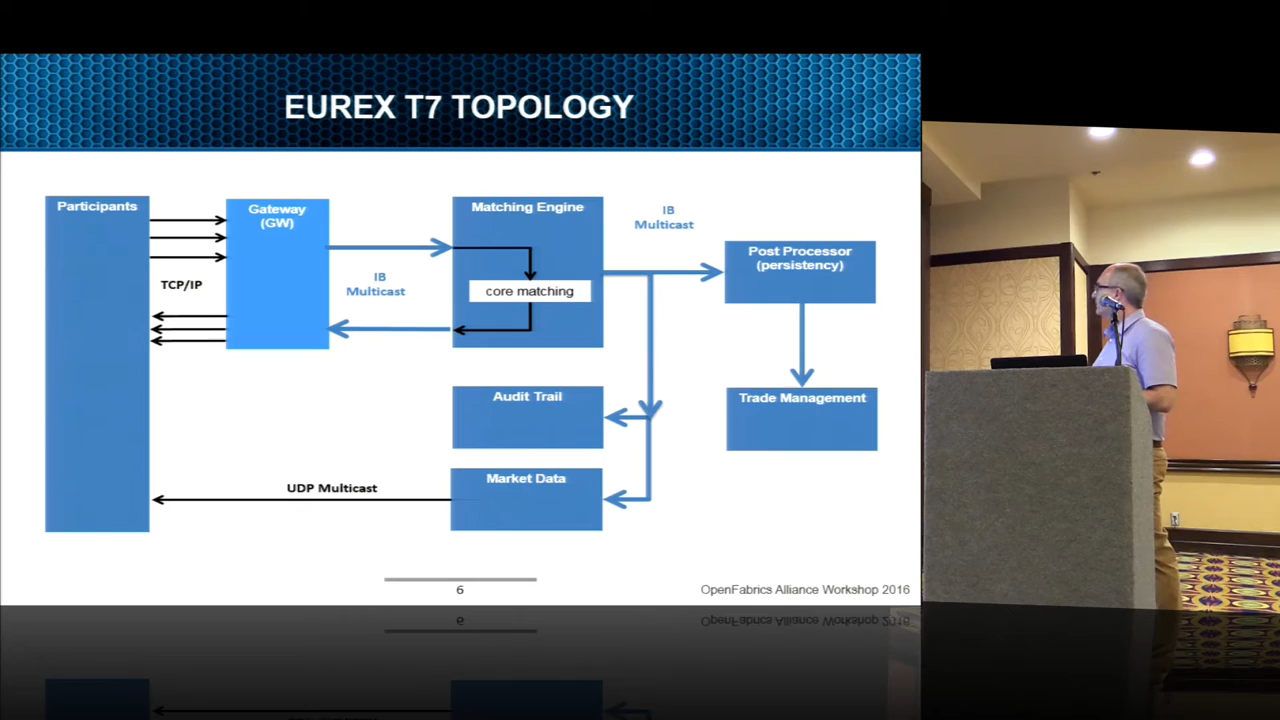 EUREX T7 TOPOLOGY
Participants
Gateway
(GW)
Matching Engine
IB
Multicast
Post Processor
(persistency)
TCP/IP
IB
Multicast
core matching
Audit Trail
Trade Management
Market Data
UDP Multicast
6
OpenFabrics Alliance Workshop 2016